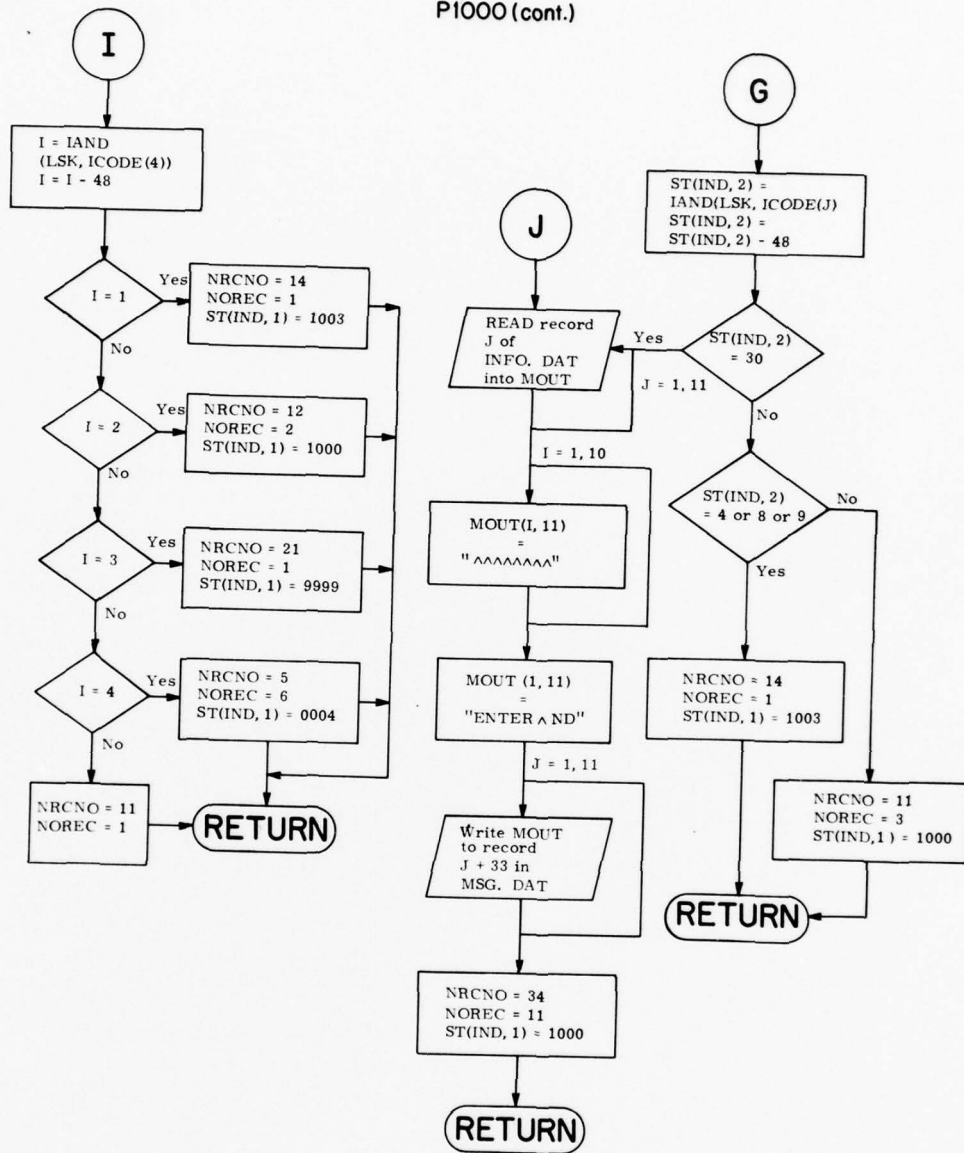 P1000 (cont.)
I
I = IAND
(LSK, ICODE(4))
I = I - 48
I = 1
Yes
NRCNO = 14
NOREC = 1
ST(IND, 1) = 1003
No
I = 2
Yes
NRCNO = 12
NOREC = 2
ST(IND, 1) = 1000
No
I = 3
Yes
NRCNO = 21
NOREC = 1
ST(IND, 1) = 9999
No
I = 4
Yes
NRCNO = 5
NOREC = 6
ST(IND, 1) = 0004
No
NRCNO = 11
NOREC = 1
RETURN
J
READ record
J of
INFO. DAT
into MOUT
J = 1, 11
I = 1, 10
MOUT(I, 11)
=
"^^^^^^^^"
MOUT (1, 11)
=
"ENTER ^ ND"
J = 1, 11
Write MOUT
to record
J + 33 in
MSG. DAT
NRCNO = 34
NOREC = 11
ST(IND, 1) = 1000
RETURN
G
ST(IND, 2) =
IAND(LSK, ICODE(J)
ST(IND, 2) =
ST(IND, 2) - 48
ST(IND, 2)
= 30
Yes
No
ST(IND, 2)
= 4 or 8 or 9
No
Yes
NRCNO = 14
NOREC = 1
ST(IND, 1) = 1003
NRCNO = 11
NOREC = 3
ST(IND,1) = 1000
RETURN